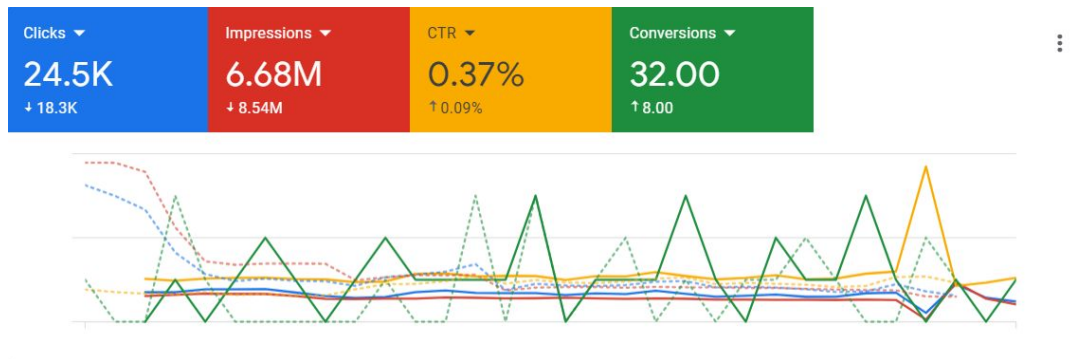 Clicks
24.5K
↓ 18.3K
Impressions
6.68M
↓ 8.54M
CTR
0.37%
↑ 0.09%
Conversions
32.00
↑ 8.00